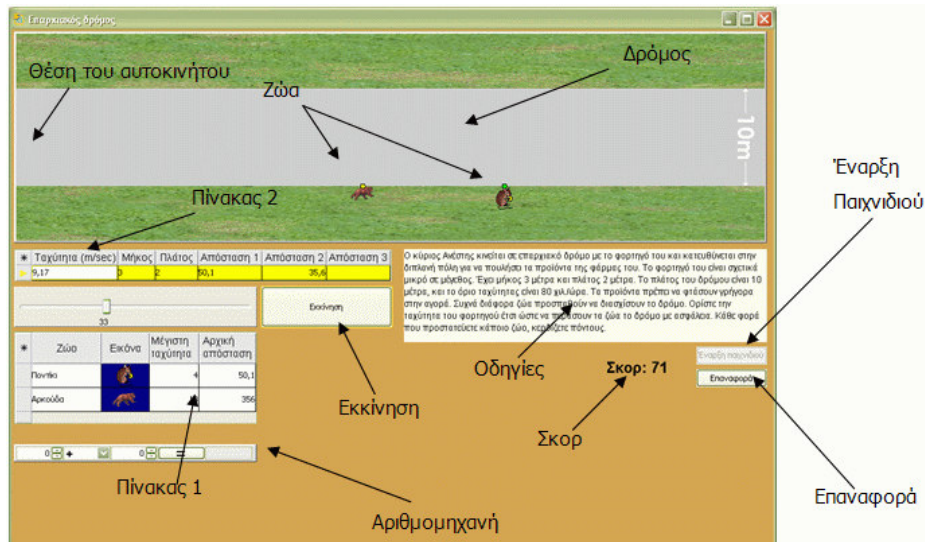 Επαρκιακός δρόμος
Θέση του αυτοκινήτου
Ζώα
Δρόμος
10m
Έναρξη
Παιχνιδιού
Πίνακας 2
* Ταχύτητα (m/sec) Μήκος Πλάτος Απόσταση 1 Απόσταση 2 Απόσταση 3
9,17 3 2 50,1 35,6
33
Εκκίνηση
Ο κύριος Ανέστης κινείται σε επαρχιακό δρόμο με το φορτηγό του και κατευθύνεται στην
διπλανή πόλη για να πουλήσει τα προϊόντα της φάρμας του. Το φορτηγό του είναι σχετικά
μικρό σε μέγεθος. Έχει μήκος 3 μέτρα και πλάτος 2 μέτρα. Το πλάτος του δρόμου είναι 10
μέτρα, και το όριο ταχύτητας είναι 80 χιλ./ώρα. Τα προϊόντα πρέπει να φτάσουν γρήγορα
στην αγορά. Συχνά διάφορα ζώα προσπαθούν να διασχίσουν το δρόμο. Ορίστε την
ταχύτητα του φορτηγού έτσι ώστε να περάσουν τα ζώα το δρόμο με ασφάλεια. Κάθε φορά
που προστατεύετε κάποιο ζώο, κερδίζετε πόντους.
* Ζώο Εικόνα Μέγιστη ταχύτητα Αρχική απόσταση
Ποντίκι 4 50,1
Αρκούδα 356
Οδηγίες
Έναρξη παιχνιδιού
Σκορ: 71
Επαναφορά
Εκκίνηση
Σκορ
0 + 0 =
Πίνακας 1
Αριθμομηχανή
Επαναφορά